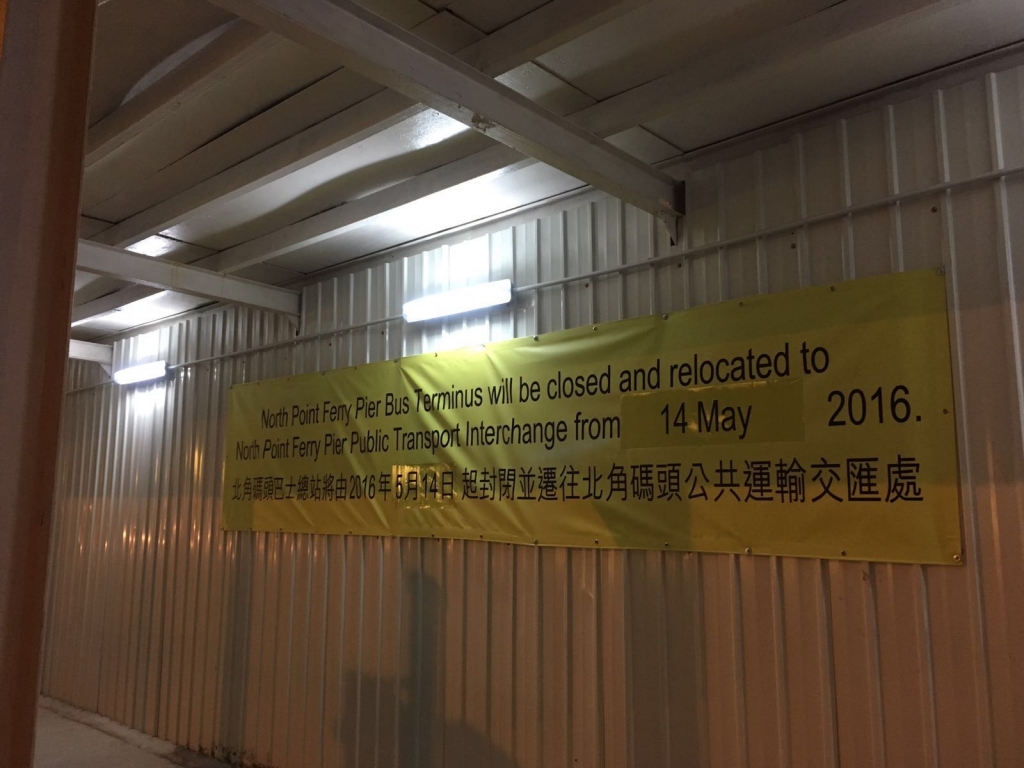 North Point Ferry Pier Bus Terminus will be closed and relocated to
North Point Ferry Pier Public Transport Interchange from 14 May 2016.
北角碼頭巴士總站將由2016年5月14日起封閉並遷往北角碼頭公共運輸交匯處